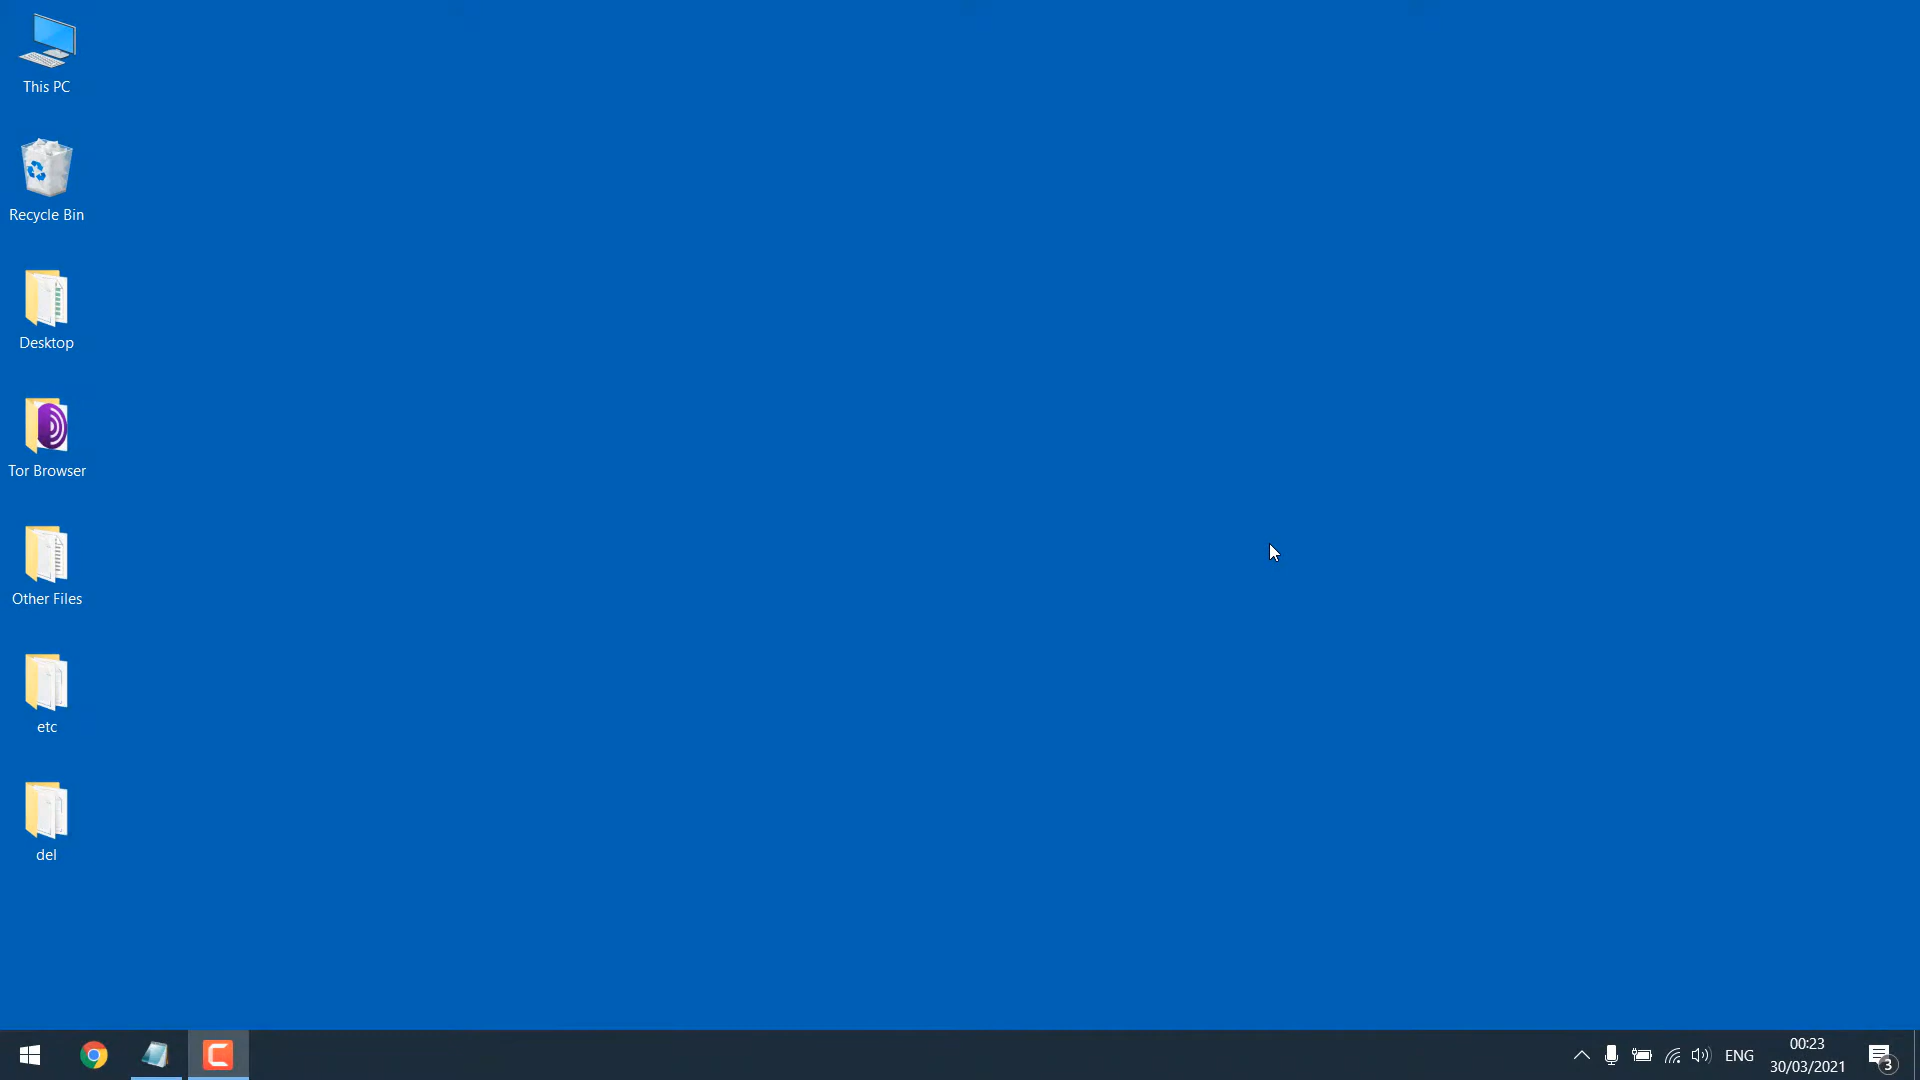 This PC
Recycle Bin
Desktop
Tor Browser
Other Files
etc
del
ENG
00:23
30/03/2021
3